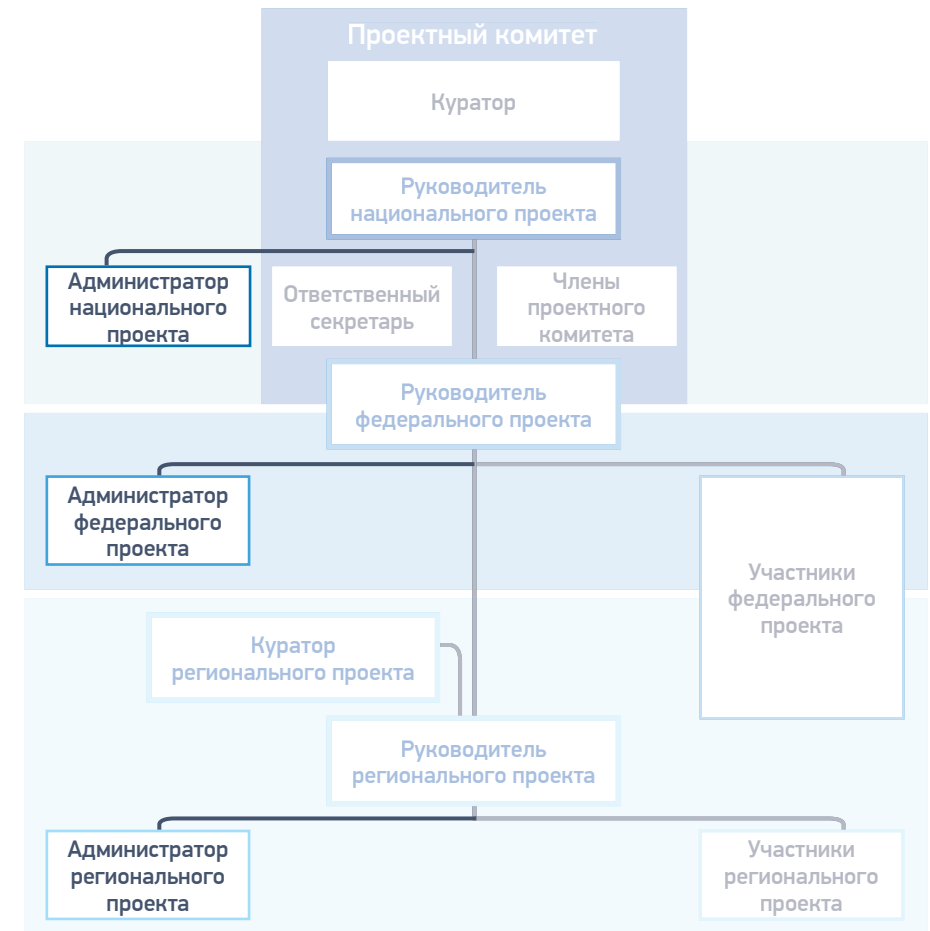 Проектный комитет
Куратор
Руководитель
национального проекта
Администратор
национального
проекта
Ответственный
секретарь
Члены
проектного
комитета
Руководитель
федерального проекта
Администратор
федерального
проекта
Участники
федерального
проекта
Куратор
регионального проекта
Руководитель
регионального проекта
Администратор
регионального
проекта
Участники
регионального
проекта